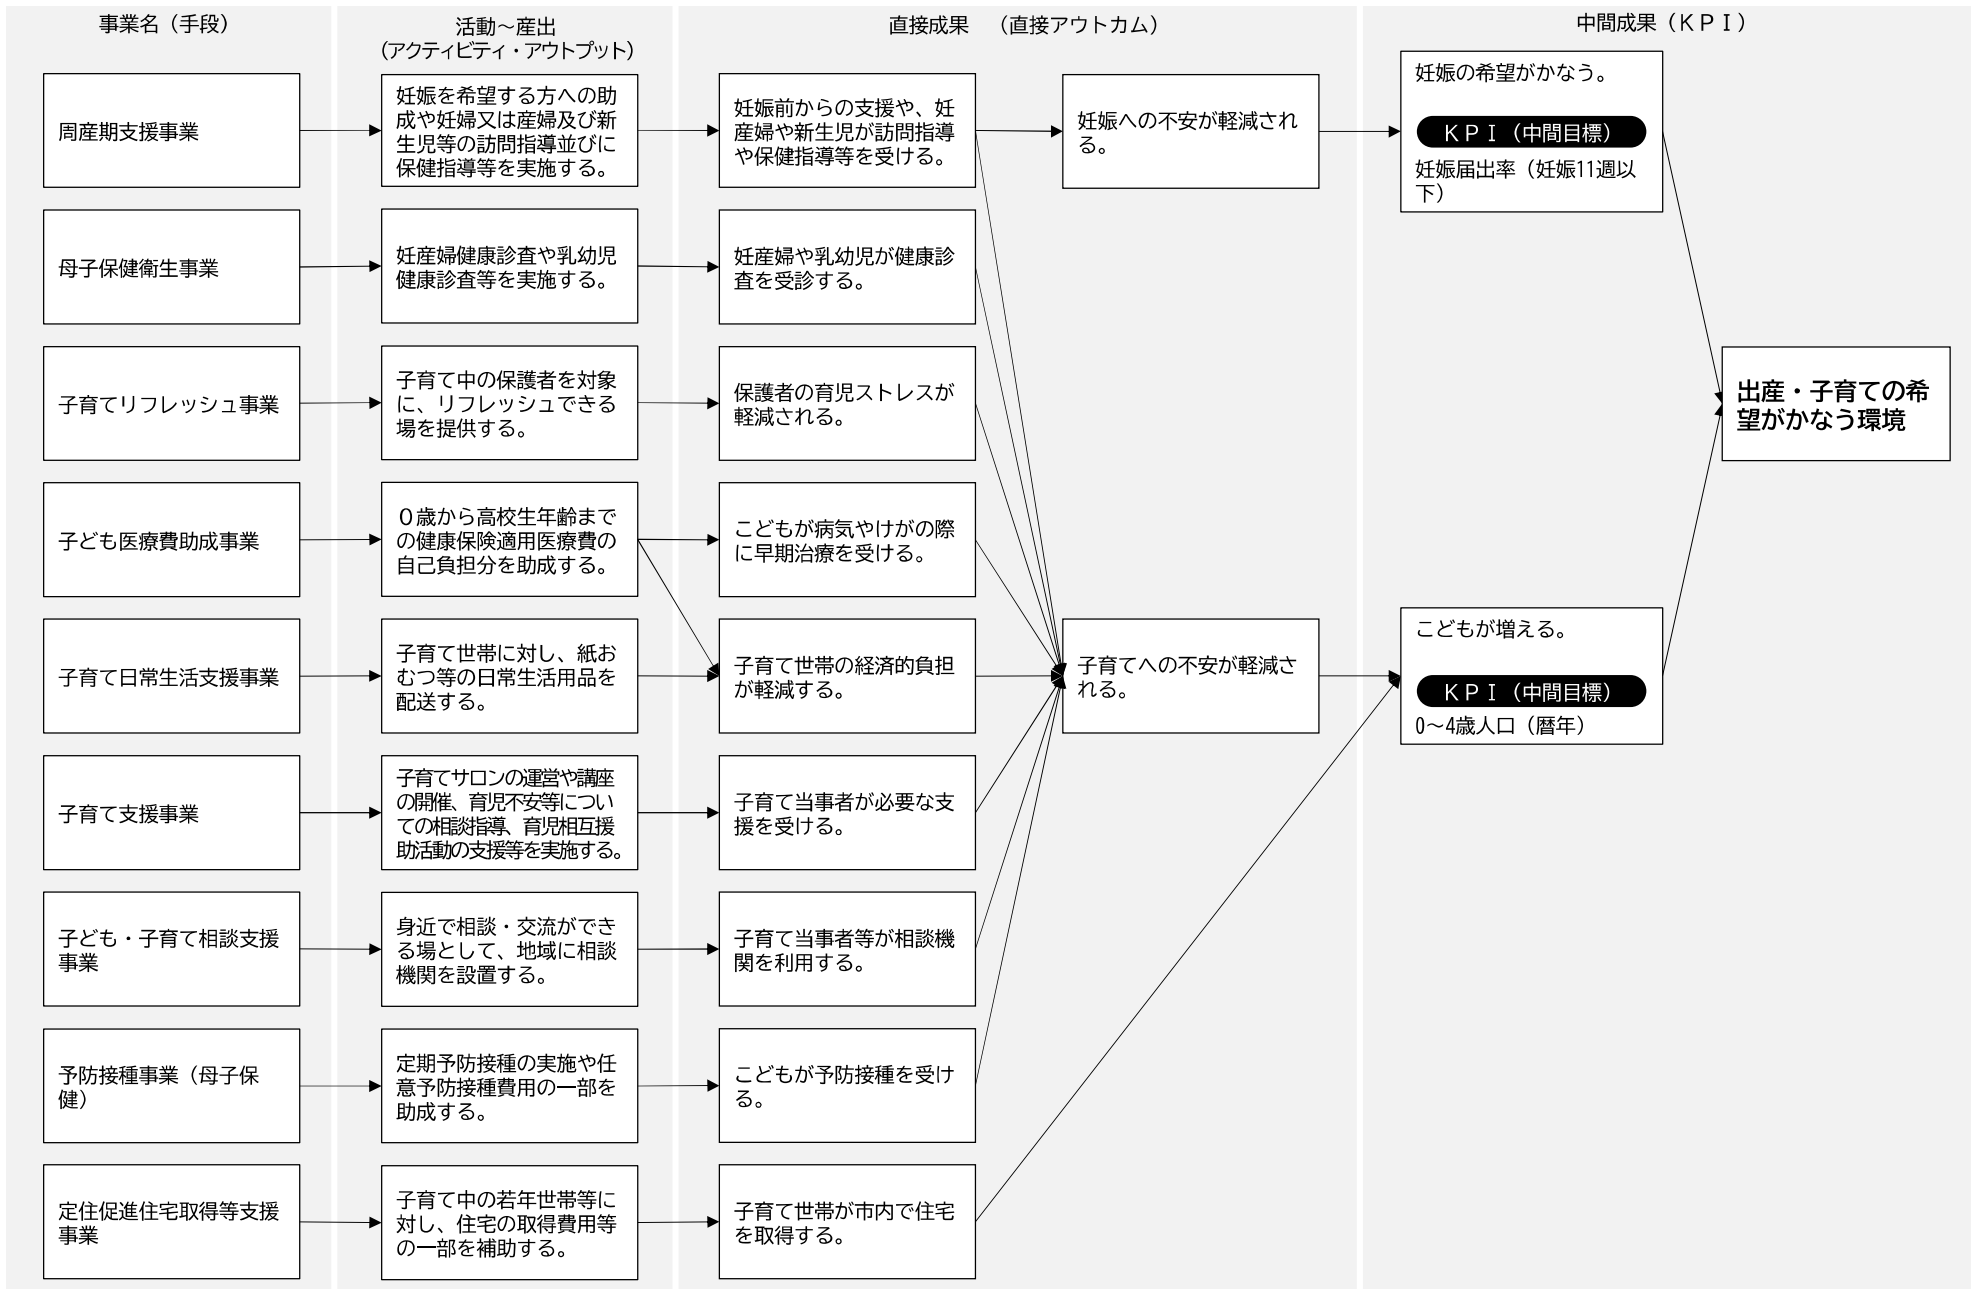 事業名（手段）
活動～産出
（アクティビティ・アウトプット）
直接成果　（直接アウトカム）
中間成果（ＫＰＩ）
周産期支援事業
妊娠を希望する方への助
成や妊婦又は産婦及び新
生児等の訪問指導並びに
保健指導等を実施する。
妊娠前からの支援や、妊
産婦や新生児が訪問指導
や保健指導等を受ける。
妊娠への不安が軽減され
る。
妊娠の希望がかなう。
ＫＰＩ（中間目標）
妊娠届出率（妊娠11週以
下）
母子保健衛生事業
妊産婦健康診査や乳幼児
健康診査等を実施する。
妊産婦や乳幼児が健康診
査を受診する。
子育てリフレッシュ事業
子育て中の保護者を対象
に、リフレッシュできる
場を提供する。
保護者の育児ストレスが
軽減される。
出産・子育ての希
望がかなう環境
子ども医療費助成事業
０歳から高校生年齢まで
の健康保険適用医療費の
自己負担分を助成する。
こどもが病気やけがの際
に早期治療を受ける。
子育て日常生活支援事業
子育て世帯に対し、紙お
むつ等の日常生活用品を
配送する。
子育て世帯の経済的負担
が軽減する。
子育てへの不安が軽減さ
れる。
こどもが増える。
ＫＰＩ（中間目標）
0～4歳人口（暦年）
子育て支援事業
子育てサロンの運営や講座
の開催、育児不安等につい
ての相談指導、育児相互援
助活動の支援等を実施する。
子育て当事者が必要な支
援を受ける。
子ども・子育て相談支援
事業
身近で相談・交流ができ
る場として、地域に相談
機関を設置する。
子育て当事者等が相談機
関を利用する。
予防接種事業（母子保
健）
定期予防接種の実施や任
意予防接種費用の一部を
助成する。
こどもが予防接種を受け
る。
定住促進住宅取得等支援
事業
子育て中の若年世帯等に
対し、住宅の取得費用等
の一部を補助する。
子育て世帯が市内で住宅
を取得する。